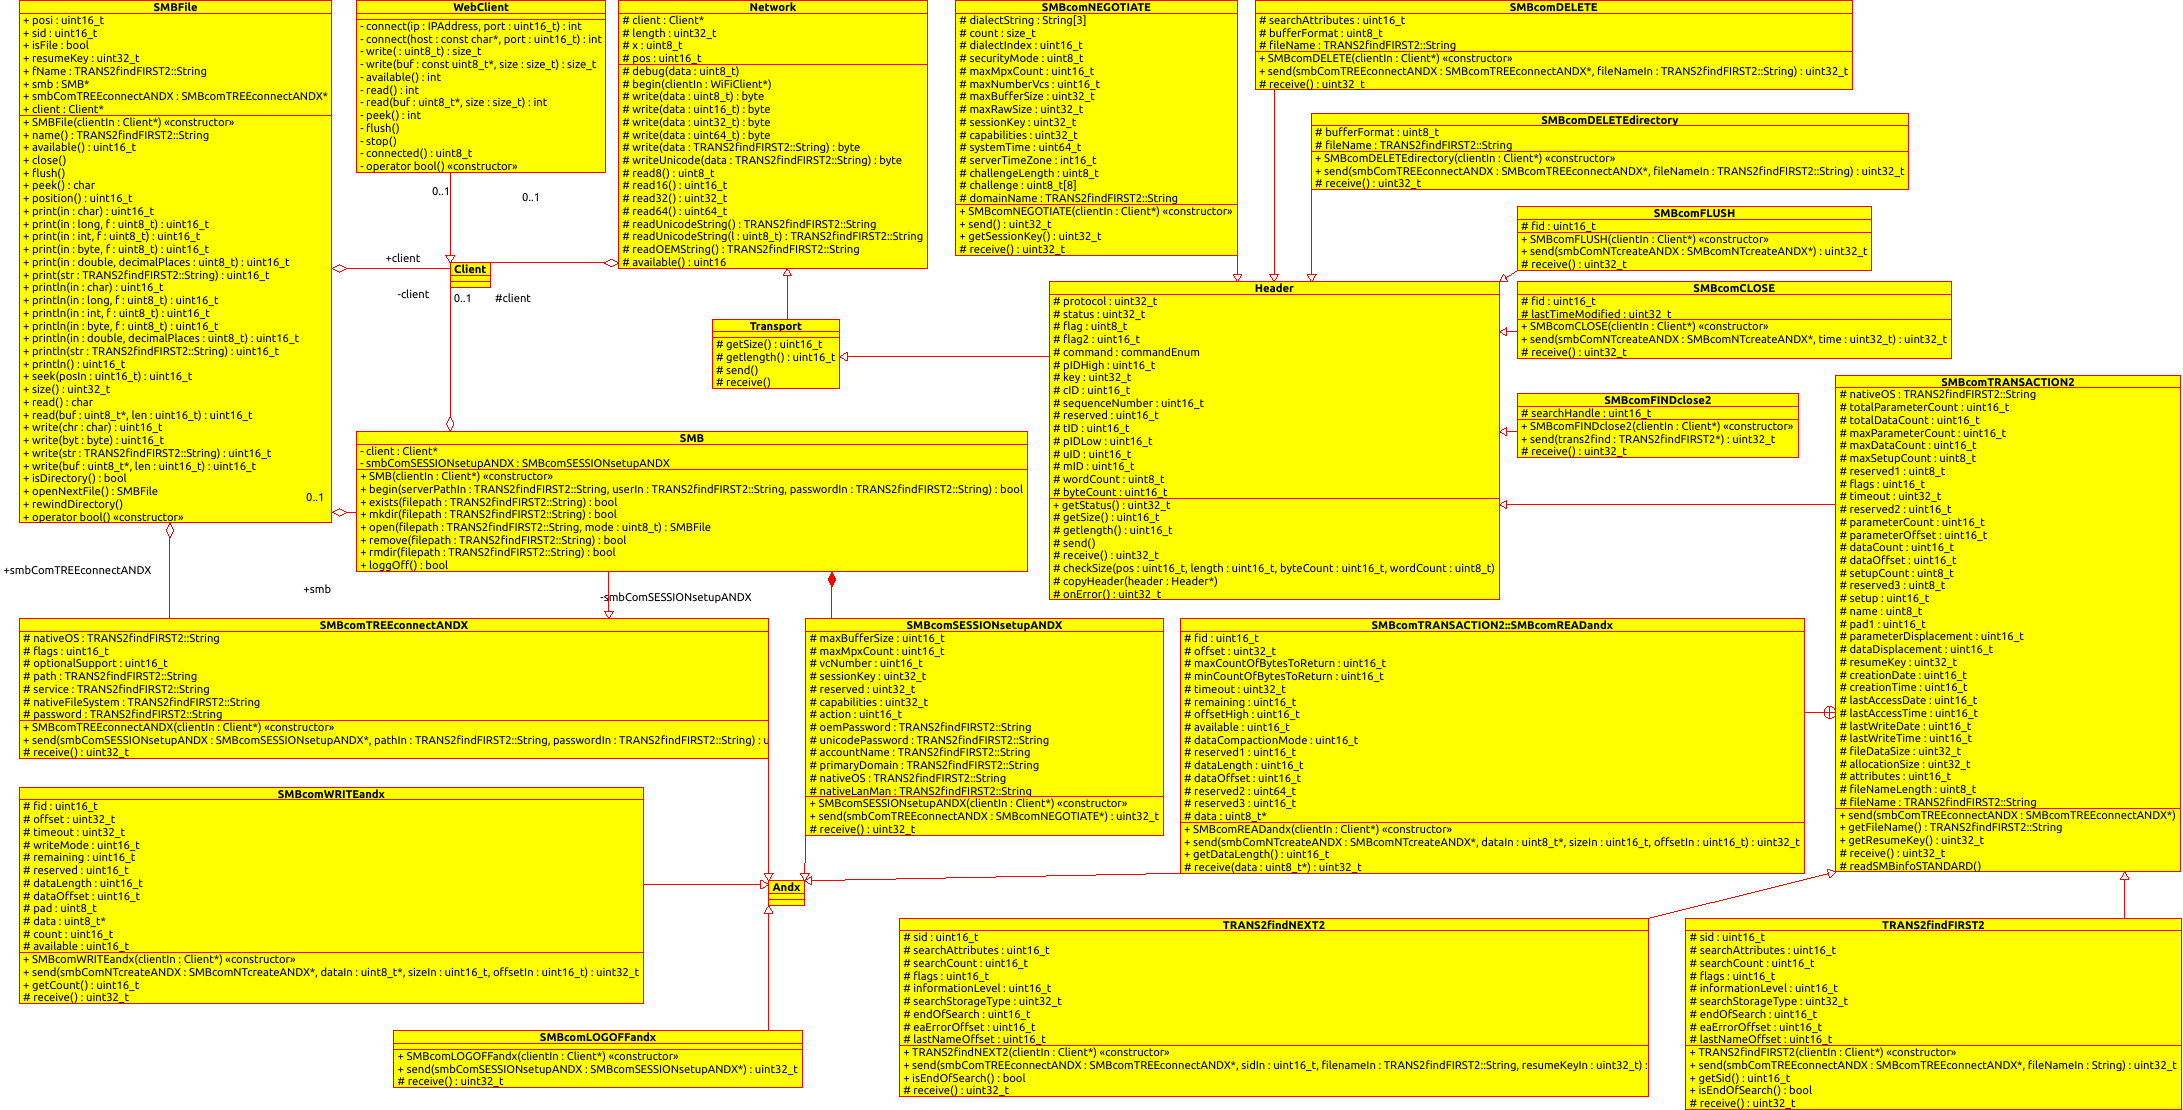 SMBFile
+ posi : uint16_t
+ sid : uint16_t
+ isFile : bool
+ resumeKey : uint32_t
+ fName : TRANS2findFIRST2::String
+ smb : SMB*
+ smbComTREEconnectANDX : SMBcomTREEconnectANDX*
+ client : Client*
+ SMBFile(clientIn : Client*) «constructor»
+ name() : TRANS2findFIRST2::String
+ available() : uint16_t
+ close()
+ flush()
+ peek() : char
+ position() : uint16_t
+ print(in : char) : uint16_t
+ print(in : long, f : uint8_t) : uint16_t
+ print(in : int, f : uint8_t) : uint16_t
+ print(in : byte, f : uint8_t) : uint16_t
+ print(in : double, decimalPlaces : uint8_t) : uint16_t
+ print(str : TRANS2findFIRST2::String) : uint16_t
+ println(in : char) : uint16_t
+ println(in : long, f : uint8_t) : uint16_t
+ println(in : int, f : uint8_t) : uint16_t
+ println(in : byte, f : uint8_t) : uint16_t
+ println(in : double, decimalPlaces : uint8_t) : uint16_t
+ println(str : TRANS2findFIRST2::String) : uint16_t
+ println() : uint16_t
+ seek(posIn : uint16_t) : uint16_t
+ size() : uint32_t
+ read() : char
+ read(buf : uint8_t*, len : uint16_t) : uint16_t
+ write(chr : char) : uint16_t
+ write(byt : byte) : uint16_t
+ write(str : TRANS2findFIRST2::String) : uint16_t
+ write(buf : uint8_t*, len : uint16_t) : uint16_t
+ isDirectory() : bool
+ openNextFile() : SMBFile
+ rewindDirectory()
+ operator bool() «constructor»
WebClient
- connect(ip : IPAddress, port : uint16_t) : int
- connect(host : const char*, port : uint16_t) : int
- write( : uint8_t) : size_t
- write(buf : const uint8_t*, size : size_t) : size_t
- available() : int
- read() : int
- read(buf : uint8_t*, size : size_t) : int
- peek() : int
- flush()
- stop()
- connected() : uint8_t
- operator bool() «constructor»
Network
# client : Client*
# length : uint32_t
# x : uint8_t
# pos : uint16_t
# debug(data : uint8_t)
# begin(clientIn : WiFiClient*)
# write(data : uint8_t) : byte
# write(data : uint16_t) : byte
# write(data : uint32_t) : byte
# write(data : uint64_t) : byte
# write(data : TRANS2findFIRST2::String) : byte
# writeUnicode(data : TRANS2findFIRST2::String) : byte
# read8() : uint8_t
# read16() : uint16_t
# read32() : uint32_t
# read64() : uint64_t
# readUnicodeString() : TRANS2findFIRST2::String
# readUnicodeString(l : uint8_t) : TRANS2findFIRST2::String
# readOEMString() : TRANS2findFIRST2::String
# available() : uint16
SMBcomNEGOTIATE
# dialectString : String[3]
# count : size_t
# dialectIndex : uint16_t
# securityMode : uint8_t
# maxMpxCount : uint16_t
# maxNumberVcs : uint16_t
# maxBufferSize : uint32_t
# maxRawSize : uint32_t
# sessionKey : uint32_t
# capabilities : uint32_t
# systemTime : uint64_t
# serverTimeZone : int16_t
# challengeLength : uint8_t
# challenge : uint8_t[8]
# domainName : TRANS2findFIRST2::String
+ SMBcomNEGOTIATE(clientIn : Client*) «constructor»
+ send() : uint32_t
+ getSessionKey() : uint32_t
# receive() : uint32_t
SMBcomDELETE
# searchAttributes : uint16_t
# bufferFormat : uint8_t
# fileName : TRANS2findFIRST2::String
+ SMBcomDELETE(clientIn : Client*) «constructor»
+ send(smbComTREEconnectANDX : SMBcomTREEconnectANDX*, fileNameIn : TRANS2findFIRST2::String) : uint32_t
# receive() : uint32_t
SMBcomDELETEdirectory
# bufferFormat : uint8_t
# fileName : TRANS2findFIRST2::String
+ SMBcomDELETEdirectory(clientIn : Client*) «constructor»
+ send(smbComTREEconnectANDX : SMBcomTREEconnectANDX*, fileNameIn : TRANS2findFIRST2::String) : uint32_t
# receive() : uint32_t
SMBcomFLUSH
# fid : uint16_t
+ SMBcomFLUSH(clientIn : Client*) «constructor»
+ send(smbComNTcreateANDX : SMBcomNTcreateANDX*) : uint32_t
# receive() : uint32_t
SMBcomCLOSE
# fid : uint16_t
# lastTimeModified : uint32_t
+ SMBcomCLOSE(clientIn : Client*) «constructor»
+ send(smbComNTcreateANDX : SMBcomNTcreateANDX*, time : uint32_t) : uint32_t
# receive() : uint32_t
SMBcomFINDclose2
# searchHandle : uint16_t
+ SMBcomFINDclose2(clientIn : Client*) «constructor»
+ send(trans2find : TRANS2findFIRST2*) : uint32_t
# receive() : uint32_t
0..1
0..1
+client
Client
-client
0..1
#client
Transport
# getSize() : uint16_t
# getlength() : uint16_t
# send()
# receive()
Header
# protocol : uint32_t
# status : uint32_t
# flag : uint8_t
# flag2 : uint16_t
# command : commandEnum
# pIDHigh : uint16_t
# key : uint32_t
# cID : uint16_t
# sequenceNumber : uint16_t
# reserved : uint16_t
# tID : uint16_t
# pIDLow : uint16_t
# uID : uint16_t
# mID : uint16_t
# wordCount : uint8_t
# byteCount : uint16_t
+ getStatus() : uint32_t
# getSize() : uint16_t
# getlength() : uint16_t
# send()
# receive() : uint32_t
# checkSize(pos : uint16_t, length : uint16_t, byteCount : uint16_t, wordCount : uint8_t)
# copyHeader(header : Header*)
# onError() : uint32_t
SMB
- client : Client*
- smbComSESSIONsetupANDX : SMBcomSESSIONsetupANDX
+ SMB(clientIn : Client*) «constructor»
+ begin(serverPathIn : TRANS2findFIRST2::String, userIn : TRANS2findFIRST2::String, passwordIn : TRANS2findFIRST2::String) : bool
+ exists(filepath : TRANS2findFIRST2::String) : bool
+ mkdir(filepath : TRANS2findFIRST2::String) : bool
+ open(filepath : TRANS2findFIRST2::String, mode : uint8_t) : SMBFile
+ remove(filepath : TRANS2findFIRST2::String) : bool
+ rmdir(filepath : TRANS2findFIRST2::String) : bool
+ loggOff() : bool
0..1
+smbComTREEconnectANDX
+smb
-smbComSESSIONsetupANDX
SMBcomTRANSACTION2
# nativeOS : TRANS2findFIRST2::String
# totalParameterCount : uint16_t
# totalDataCount : uint16_t
# maxParameterCount : uint16_t
# maxDataCount : uint16_t
# maxSetupCount : uint8_t
# reserved1 : uint8_t
# flags : uint16_t
# timeout : uint32_t
# reserved2 : uint16_t
# parameterCount : uint16_t
# parameterOffset : uint16_t
# dataCount : uint16_t
# dataOffset : uint16_t
# setupCount : uint8_t
# reserved3 : uint8_t
# setup : uint16_t
# name : uint8_t
# pad1 : uint16_t
# parameterDisplacement : uint16_t
# dataDisplacement : uint16_t
# resumeKey : uint32_t
# creationDate : uint16_t
# creationTime : uint16_t
# lastAccessDate : uint16_t
# lastAccessTime : uint16_t
# lastWriteDate : uint16_t
# lastWriteTime : uint16_t
# fileDataSize : uint32_t
# allocationSize : uint32_t
# attributes : uint16_t
# fileNameLength : uint8_t
# fileName : TRANS2findFIRST2::String
+ send(smbComTREEconnectANDX : SMBcomTREEconnectANDX*)
+ getFileName() : TRANS2findFIRST2::String
+ getResumeKey() : uint32_t
# receive() : uint32_t
# readSMBinfoSTANDARD()
SMBcomTREEconnectANDX
# nativeOS : TRANS2findFIRST2::String
# flags : uint16_t
# optionalSupport : uint16_t
# path : TRANS2findFIRST2::String
# service : TRANS2findFIRST2::String
# nativeFileSystem : TRANS2findFIRST2::String
# password : TRANS2findFIRST2::String
+ SMBcomTREEconnectANDX(clientIn : Client*) «constructor»
+ send(smbComSESSIONsetupANDX : SMBcomSESSIONsetupANDX*, pathIn : TRANS2findFIRST2::String, passwordIn : TRANS2findFIRST2::String) : u
# receive() : uint32_t
SMBcomSESSIONsetupANDX
# maxBufferSize : uint16_t
# maxMpxCount : uint16_t
# vcNumber : uint16_t
# sessionKey : uint32_t
# reserved : uint32_t
# capabilities : uint32_t
# action : uint16_t
# oemPassword : TRANS2findFIRST2::String
# unicodePassword : TRANS2findFIRST2::String
# accountName : TRANS2findFIRST2::String
# primaryDomain : TRANS2findFIRST2::String
# nativeOS : TRANS2findFIRST2::String
# nativeLanMan : TRANS2findFIRST2::String
+ SMBcomSESSIONsetupANDX(clientIn : Client*) «constructor»
+ send(smbComTREEconnectANDX : SMBcomNEGOTIATE*) : uint32_t
# receive() : uint32_t
SMBcomTRANSACTION2::SMBcomREADandx
# fid : uint16_t
# offset : uint32_t
# maxCountOfBytesToReturn : uint16_t
# minCountOfBytesToReturn : uint16_t
# timeout : uint32_t
# remaining : uint16_t
# offsetHigh : uint16_t
# available : uint16_t
# dataCompactionMode : uint16_t
# reserved1 : uint16_t
# dataLength : uint16_t
# dataOffset : uint16_t
# reserved2 : uint64_t
# reserved3 : uint16_t
# data : uint8_t*
+ SMBcomREADandx(clientIn : Client*) «constructor»
+ send(smbComNTcreateANDX : SMBcomNTcreateANDX*, dataIn : uint8_t*, sizeIn : uint16_t, offsetIn : uint16_t) : uint32_t
+ getDataLength() : uint16_t
# receive(data : uint8_t*) : uint32_t
SMBcomWRITEandx
# fid : uint16_t
# offset : uint32_t
# timeout : uint32_t
# writeMode : uint16_t
# remaining : uint16_t
# reserved : uint16_t
# dataLength : uint16_t
# dataOffset : uint16_t
# pad : uint8_t
# data : uint8_t*
# count : uint16_t
# available : uint16_t
+ SMBcomWRITEandx(clientIn : Client*) «constructor»
+ send(smbComNTcreateANDX : SMBcomNTcreateANDX*, dataIn : uint8_t*, sizeIn : uint16_t, offsetIn : uint16_t) : uint32_t
+ getCount() : uint16_t
# receive() : uint32_t
Andx
SMBcomLOGOFFandx
+ SMBcomLOGOFFandx(clientIn : Client*) «constructor»
+ send(smbComSESSIONsetupANDX : SMBcomSESSIONsetupANDX*) : uint32_t
# receive() : uint32_t
TRANS2findNEXT2
# sid : uint16_t
# searchAttributes : uint16_t
# searchCount : uint16_t
# flags : uint16_t
# informationLevel : uint16_t
# searchStorageType : uint32_t
# endOfSearch : uint16_t
# eaErrorOffset : uint16_t
# lastNameOffset : uint16_t
+ TRANS2findNEXT2(clientIn : Client*) «constructor»
+ send(smbComTREEconnectANDX : SMBcomTREEconnectANDX*, sidIn : uint16_t, filenameIn : TRANS2findFIRST2::String, resumeKeyIn : uint32_t) :
+ isEndOfSearch() : bool
# receive() : uint32_t
TRANS2findFIRST2
# sid : uint16_t
# searchAttributes : uint16_t
# searchCount : uint16_t
# flags : uint16_t
# informationLevel : uint16_t
# searchStorageType : uint32_t
# endOfSearch : uint16_t
# eaErrorOffset : uint16_t
# lastNameOffset : uint16_t
+ TRANS2findFIRST2(clientIn : Client*) «constructor»
+ send(smbComTREEconnectANDX : SMBcomTREEconnectANDX*, fileNameIn : String) : uint32_t
+ getSid() : uint16_t
+ isEndOfSearch() : bool
# receive() : uint32_t